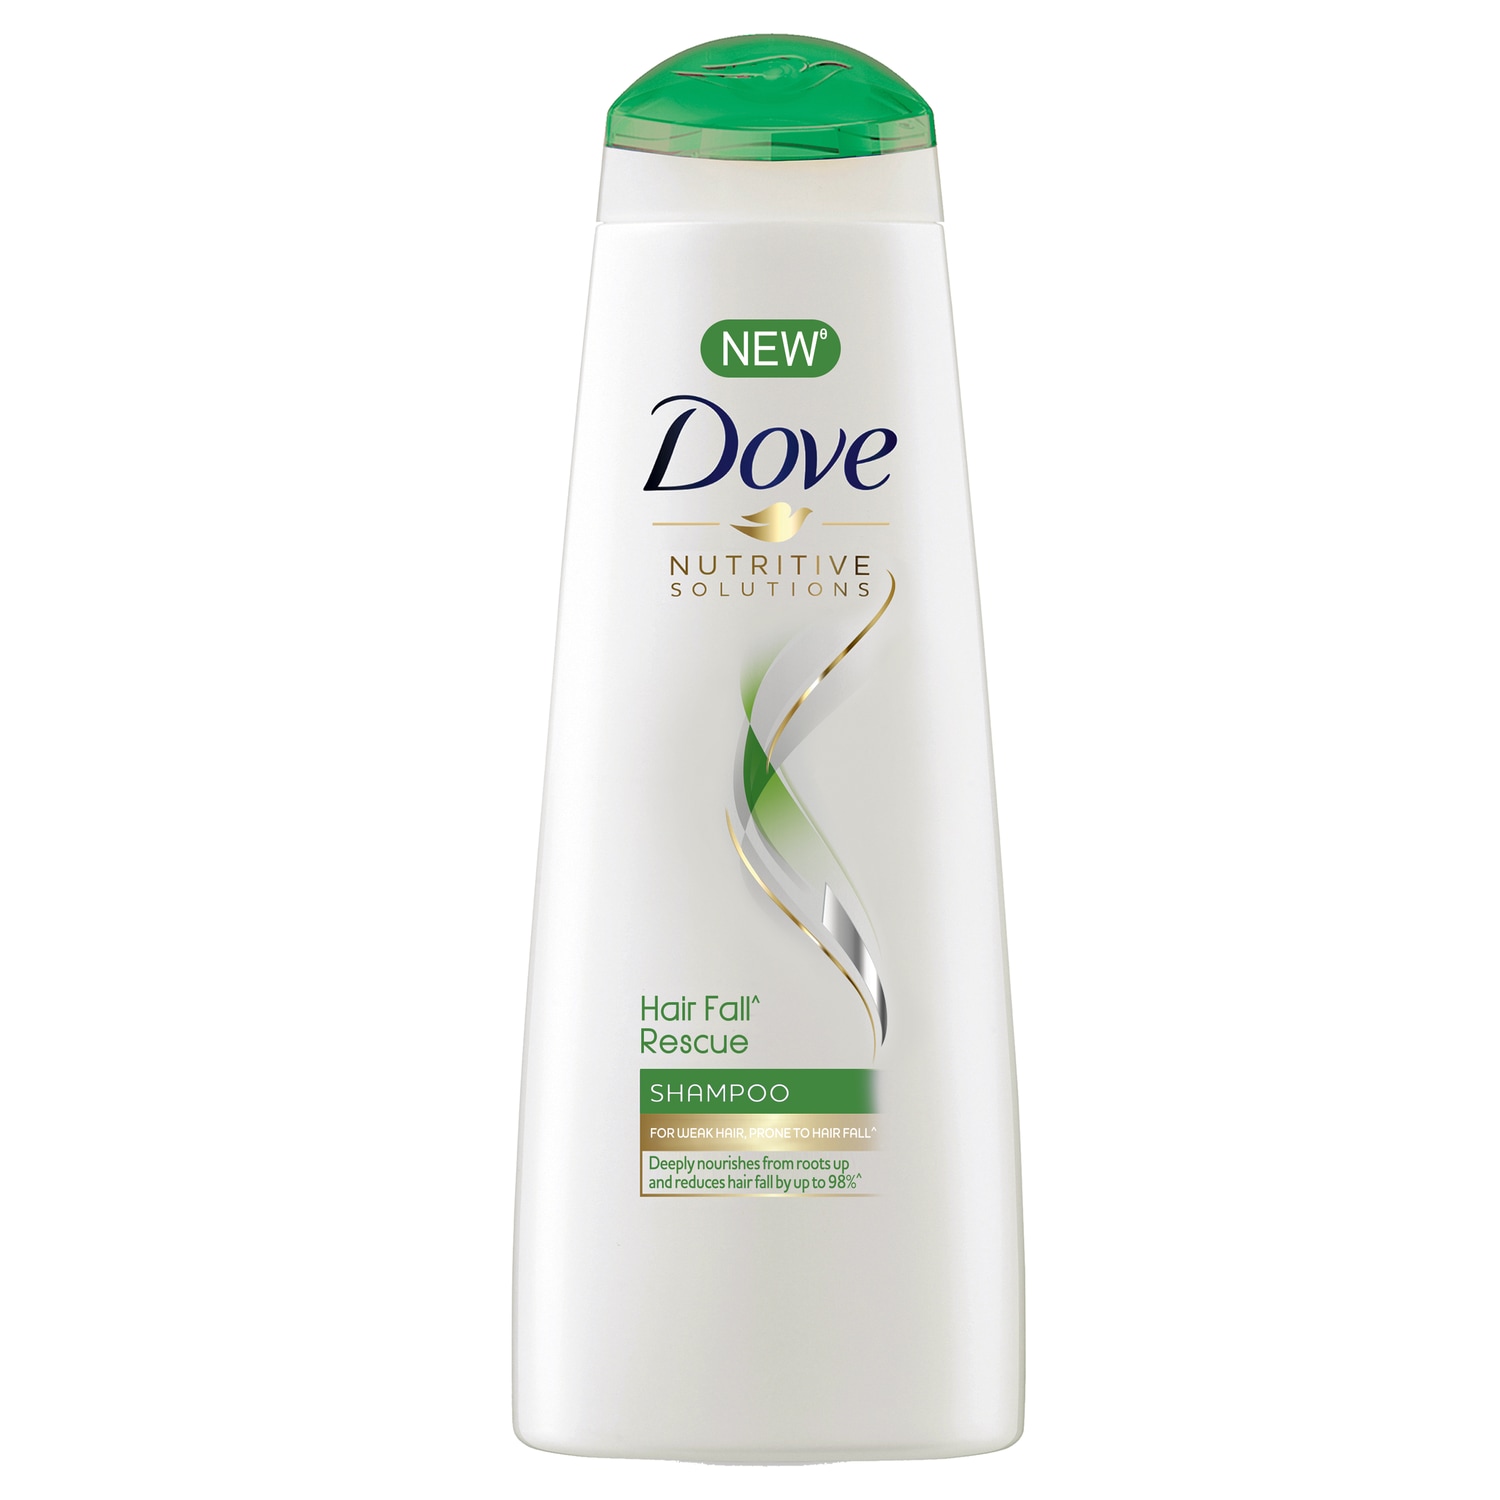 NEW⁰
Dove
NUTRITIVE
SOLUTIONS
Hair Fall^
Rescue
SHAMPOO
FOR WEAK HAIR, PRONE TO HAIR FALL^
Deeply nourishes from roots up
and reduces hair fall by up to 98%^